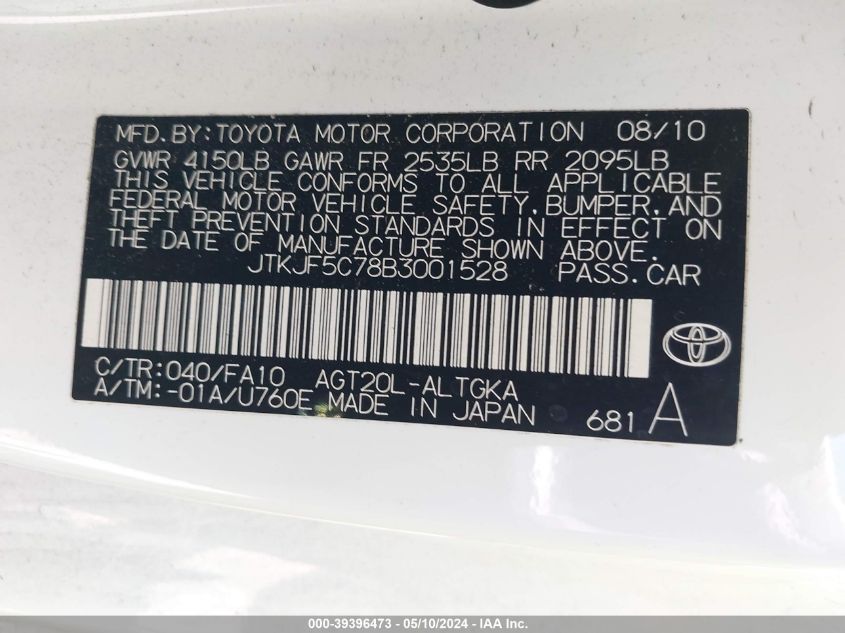 MFD. BY: TOYOTA MOTOR CORPORATION 08/10
GVWR 4150LB GAWR FR 2535LB RR 2095LB
THIS VEHICLE CONFORMS TO ALL APPLICABLE
FEDERAL MOTOR VEHICLE SAFETY, BUMPER, AND
THEFT PREVENTION STANDARDS IN EFFECT ON
THE DATE OF MANUFACTURE SHOWN ABOVE.
JTKJF5C78B3001528 PASS. CAR
C/TR: 040/FA10 AGT20L-ALTGKA
A/TM: -01A/U760E MADE IN JAPAN
681 A
000-39396473 - 05/10/2024 - IAA Inc.